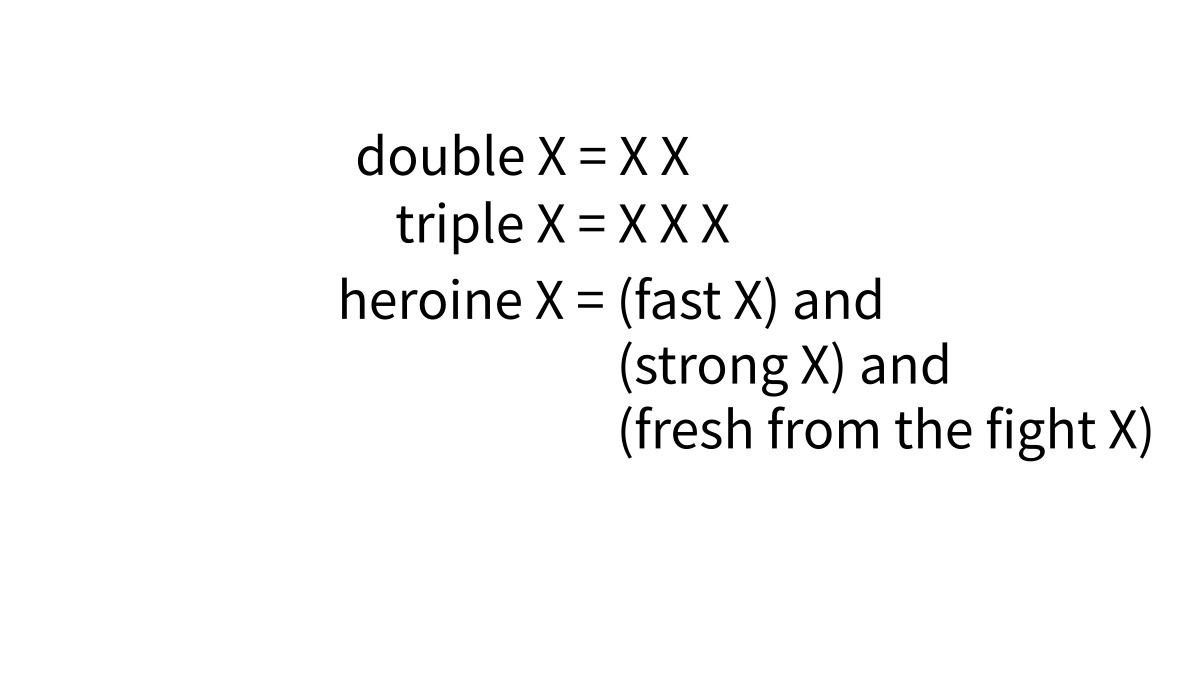 double X = X X
triple X = X X X
heroine X = (fast X) and
(strong X) and
(fresh from the fight X)